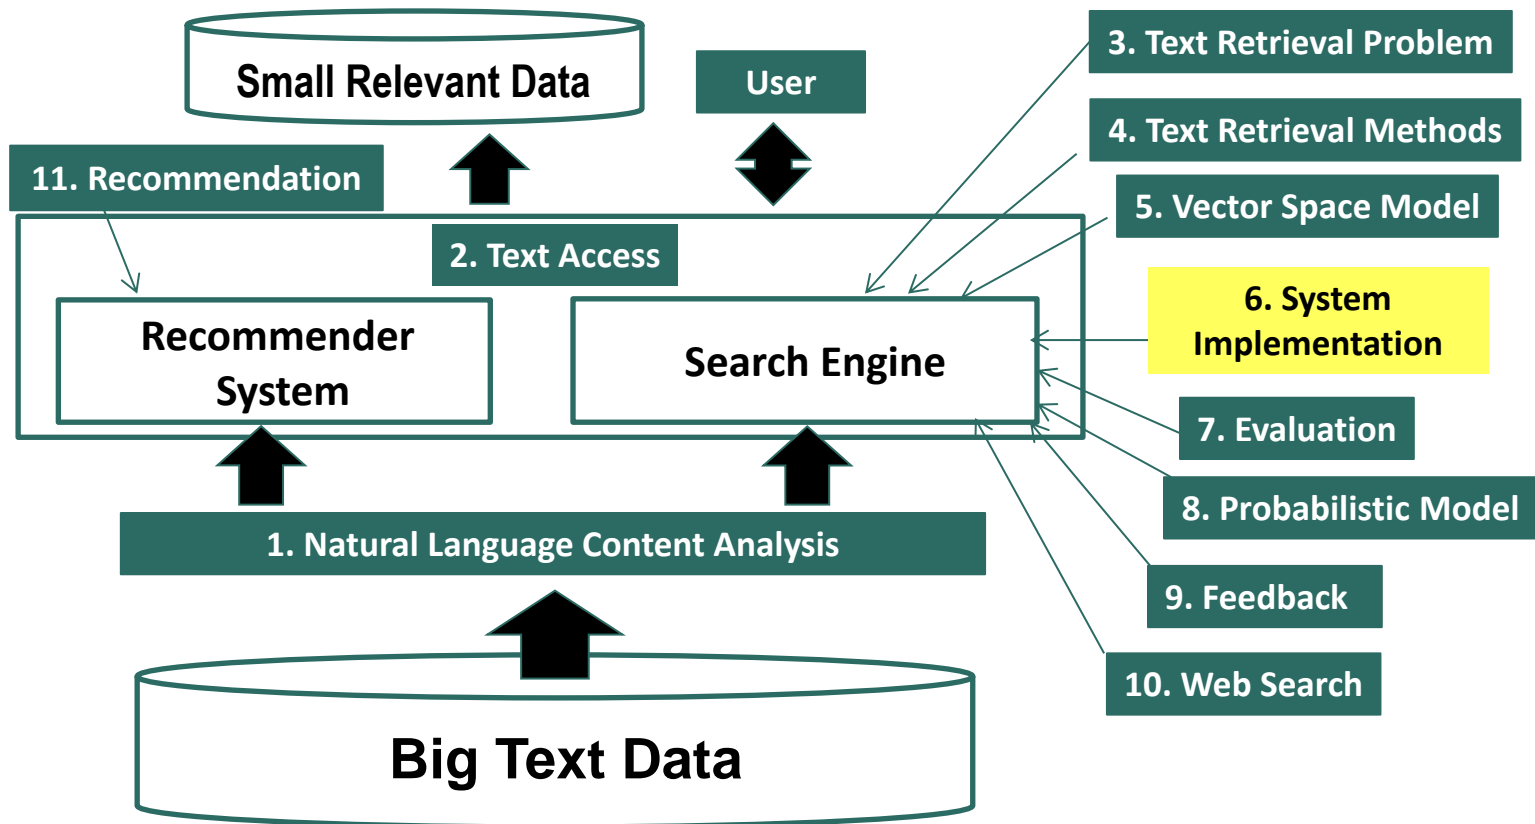 Small Relevant Data
User
3. Text Retrieval Problem
4. Text Retrieval Methods
11. Recommendation
5. Vector Space Model
2. Text Access
6. System
Implementation
Recommender
System
Search Engine
7. Evaluation
8. Probabilistic Model
1. Natural Language Content Analysis
9. Feedback
10. Web Search
Big Text Data